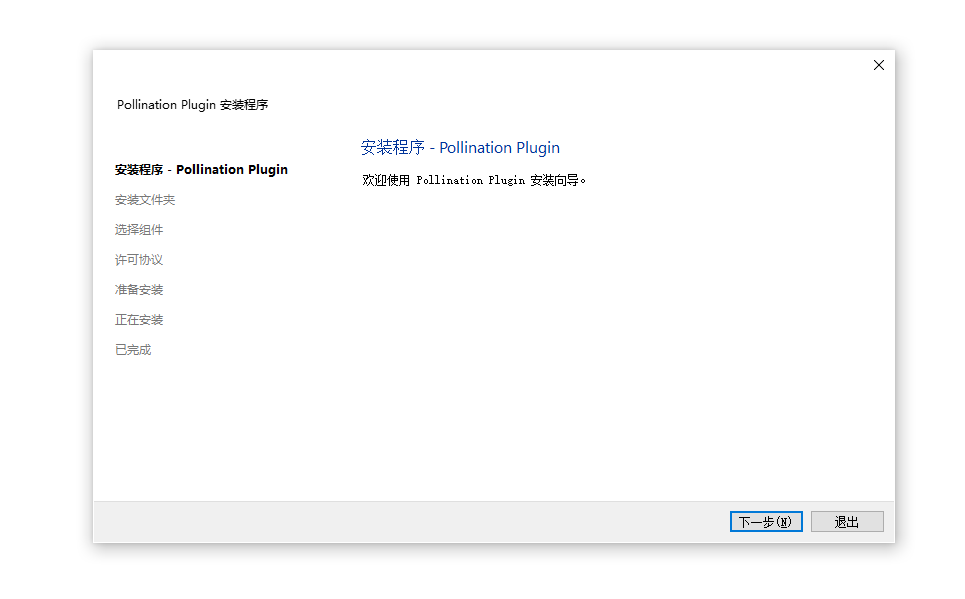 Pollination Plugin 安装程序
安装程序 - Pollination Plugin
安装程序 - Pollination Plugin
欢迎使用 Pollination Plugin 安装向导。
安装文件夹
选择组件
许可协议
准备安装
正在安装
已完成
下一步(N)
退出